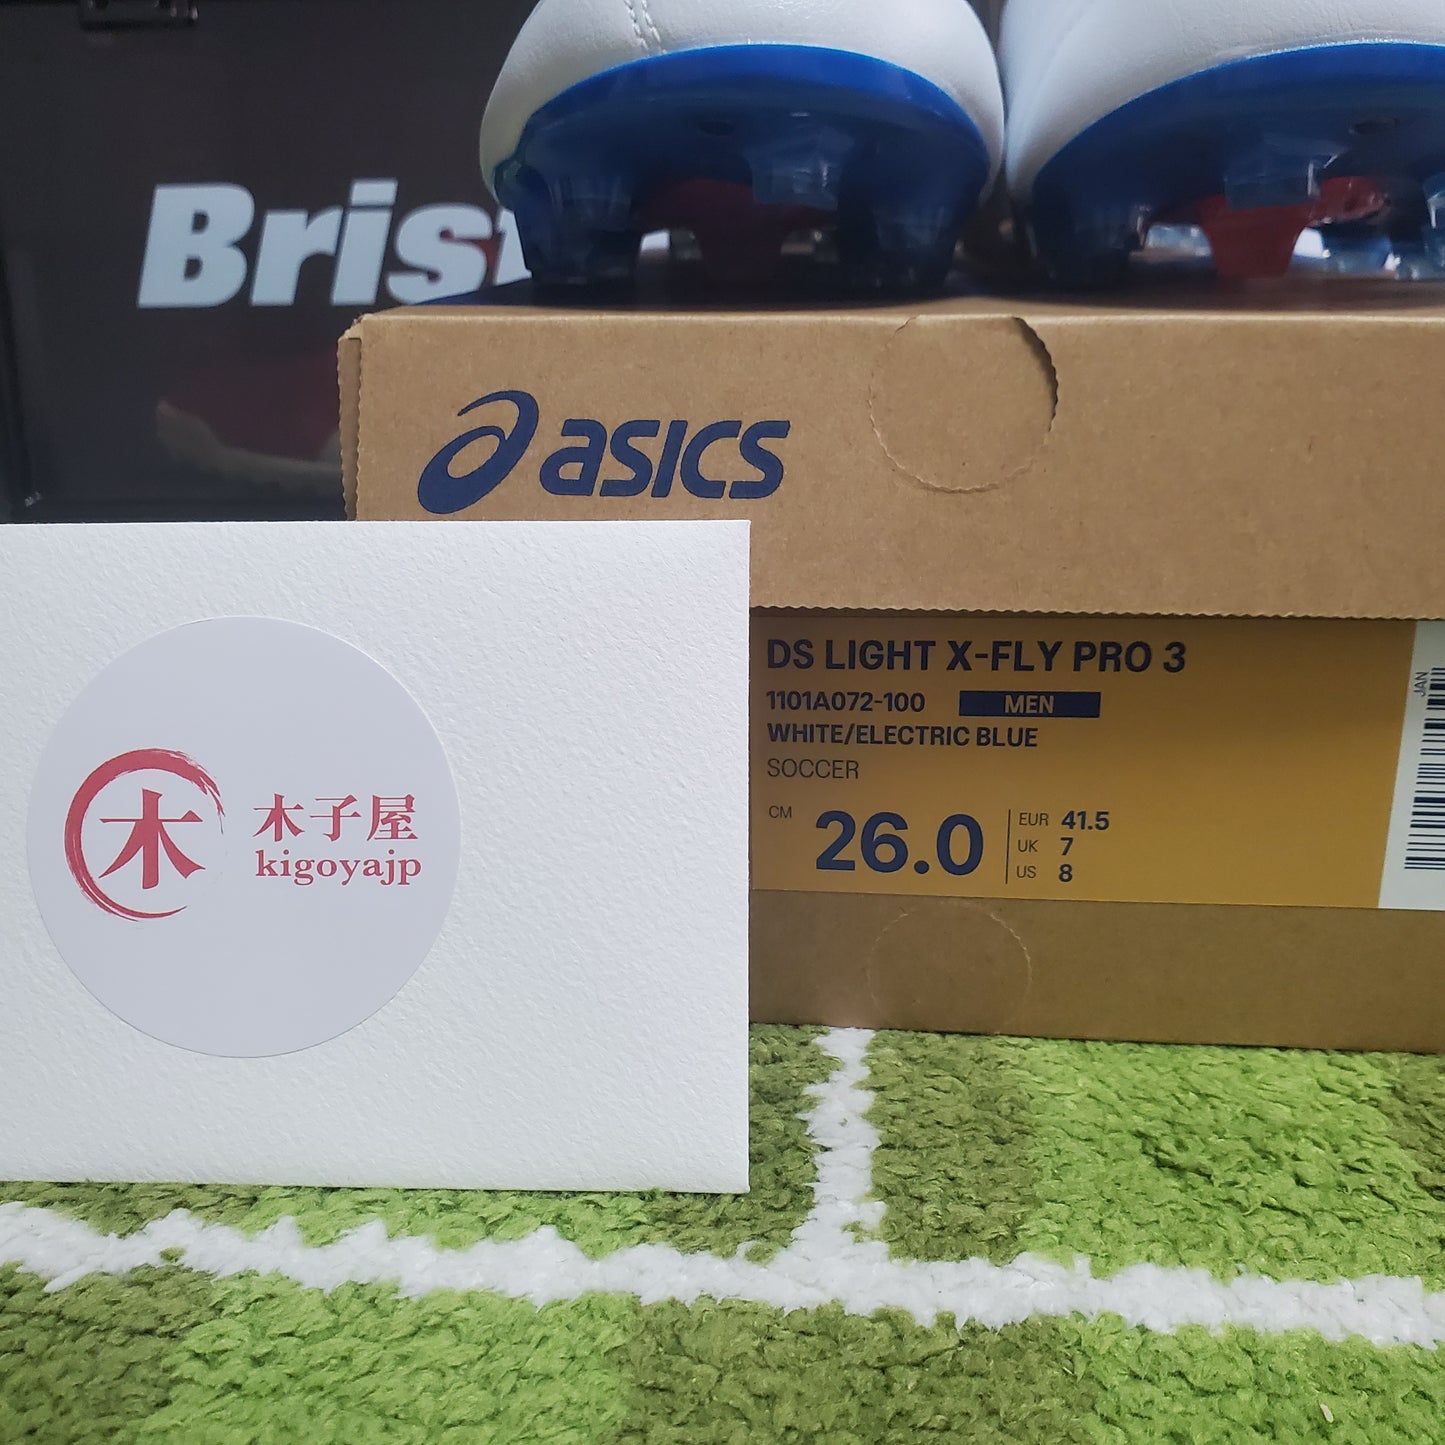 Bris
asics
DS LIGHT X-FLY PRO 3
1101A072-100 MEN
WHITE/ELECTRIC BLUE
SOCCER
CM 26.0
EUR 41.5
UK 7
US 8
JAN
木
木子屋
kigoyajp